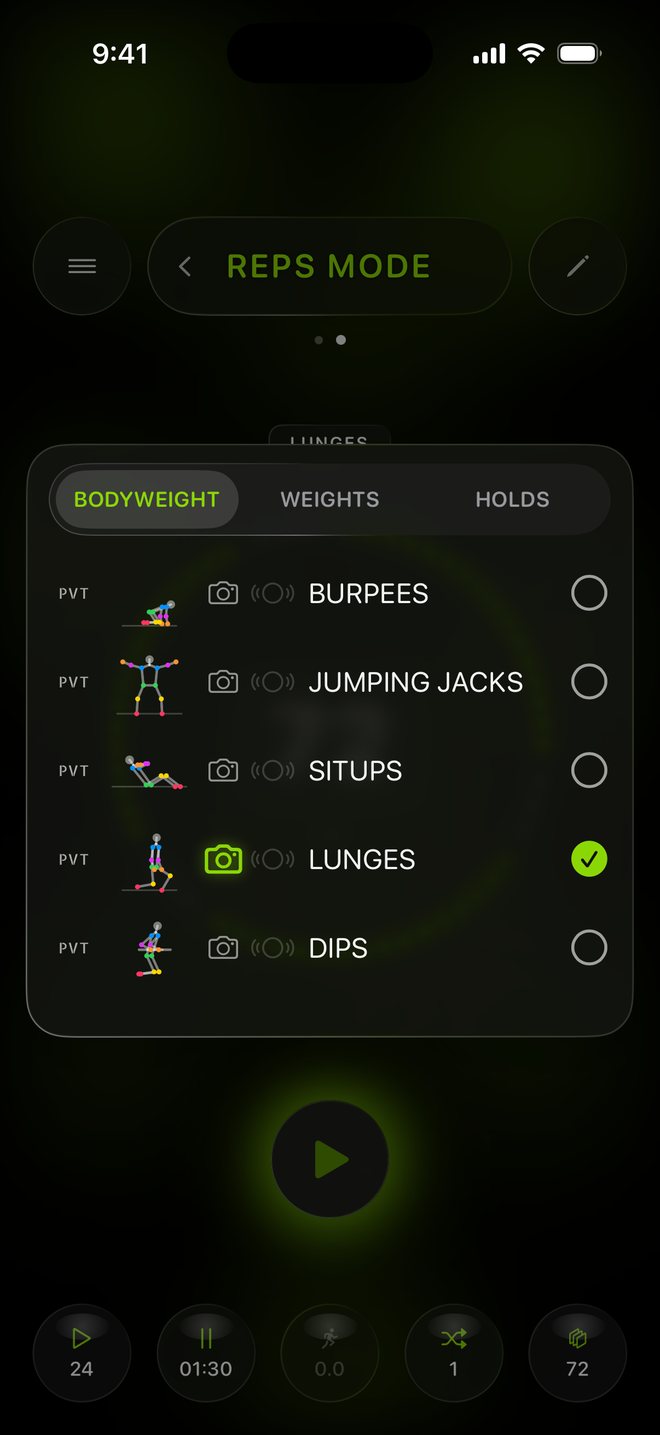 9:41
REPS MODE
LUNGES
BODYWEIGHT WEIGHTS HOLDS
PVT BURPEES
PVT JUMPING JACKS
PVT SITUPS
PVT LUNGES
PVT DIPS
24 01:30 0.0 1 72